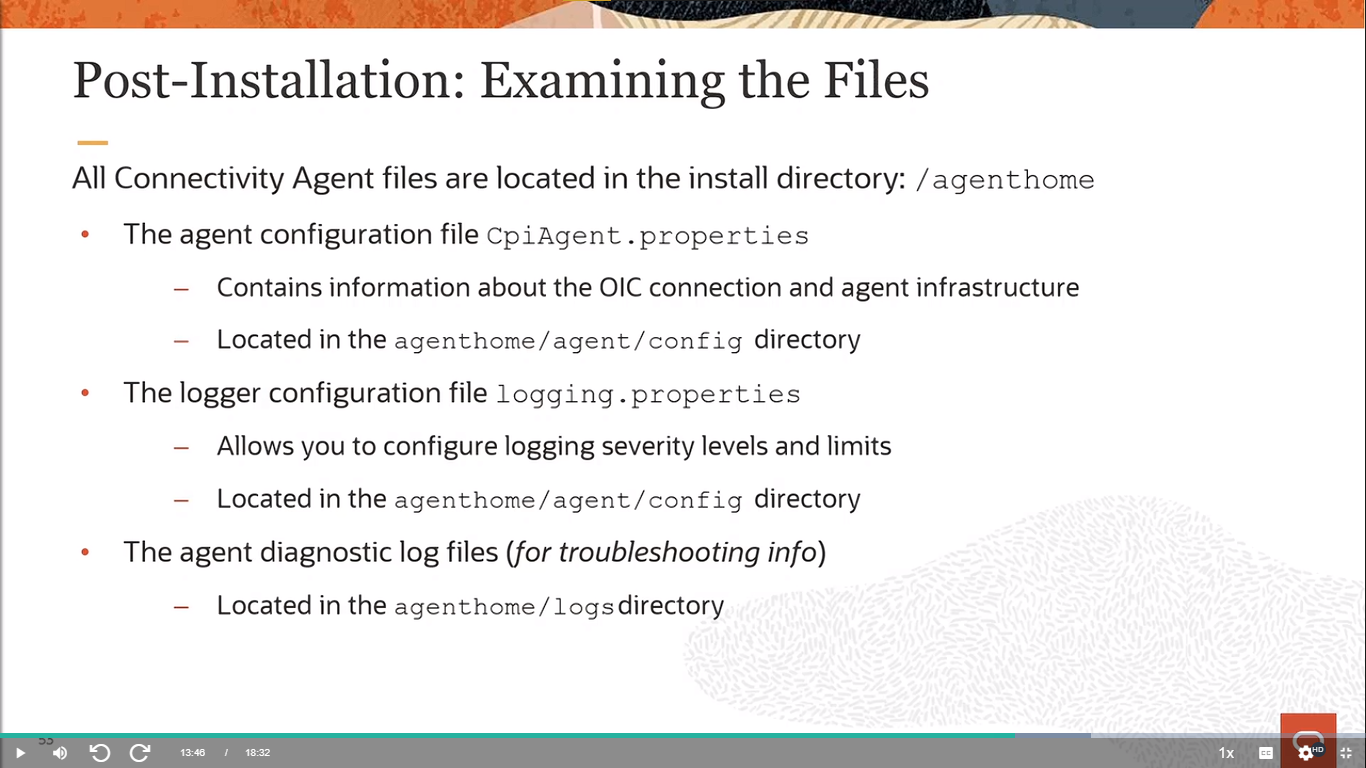 Post-Installation: Examining the Files
All Connectivity Agent files are located in the install directory: /agenthome
• The agent configuration file CpiAgent.properties
– Contains information about the OIC connection and agent infrastructure
– Located in the agenthome/agent/config directory
• The logger configuration file logging.properties
– Allows you to configure logging severity levels and limits
– Located in the agenthome/agent/config directory
• The agent diagnostic log files (for troubleshooting info)
– Located in the agenthome/logsdirectory
53
13:46 / 18:32 1x CC HD